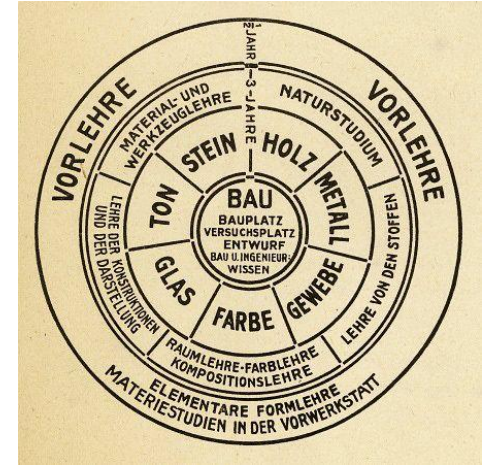 VORLEHRE
VORLEHRE
1/2 JAHR
3 JAHRE
MATERIAL- UND
WERKZEUGLEHRE
NATURSTUDIUM
LEHRE VON DEN STOFFEN
RAUMLEHRE-FARBLEHRE
KOMPOSITIONSLEHRE
LEHRE DER KONSTRUKTIONEN
UND DER DARSTELLUNG
STEIN
HOLZ
METALL
GEWEBE
FARBE
GLAS
TON
BAU
BAUPLATZ
VERSUCHSPLATZ
ENTWURF
BAU U. INGENIEUR-
WISSEN
ELEMENTARE FORMLEHRE
MATERIESTUDIEN IN DER VORWERKSTATT